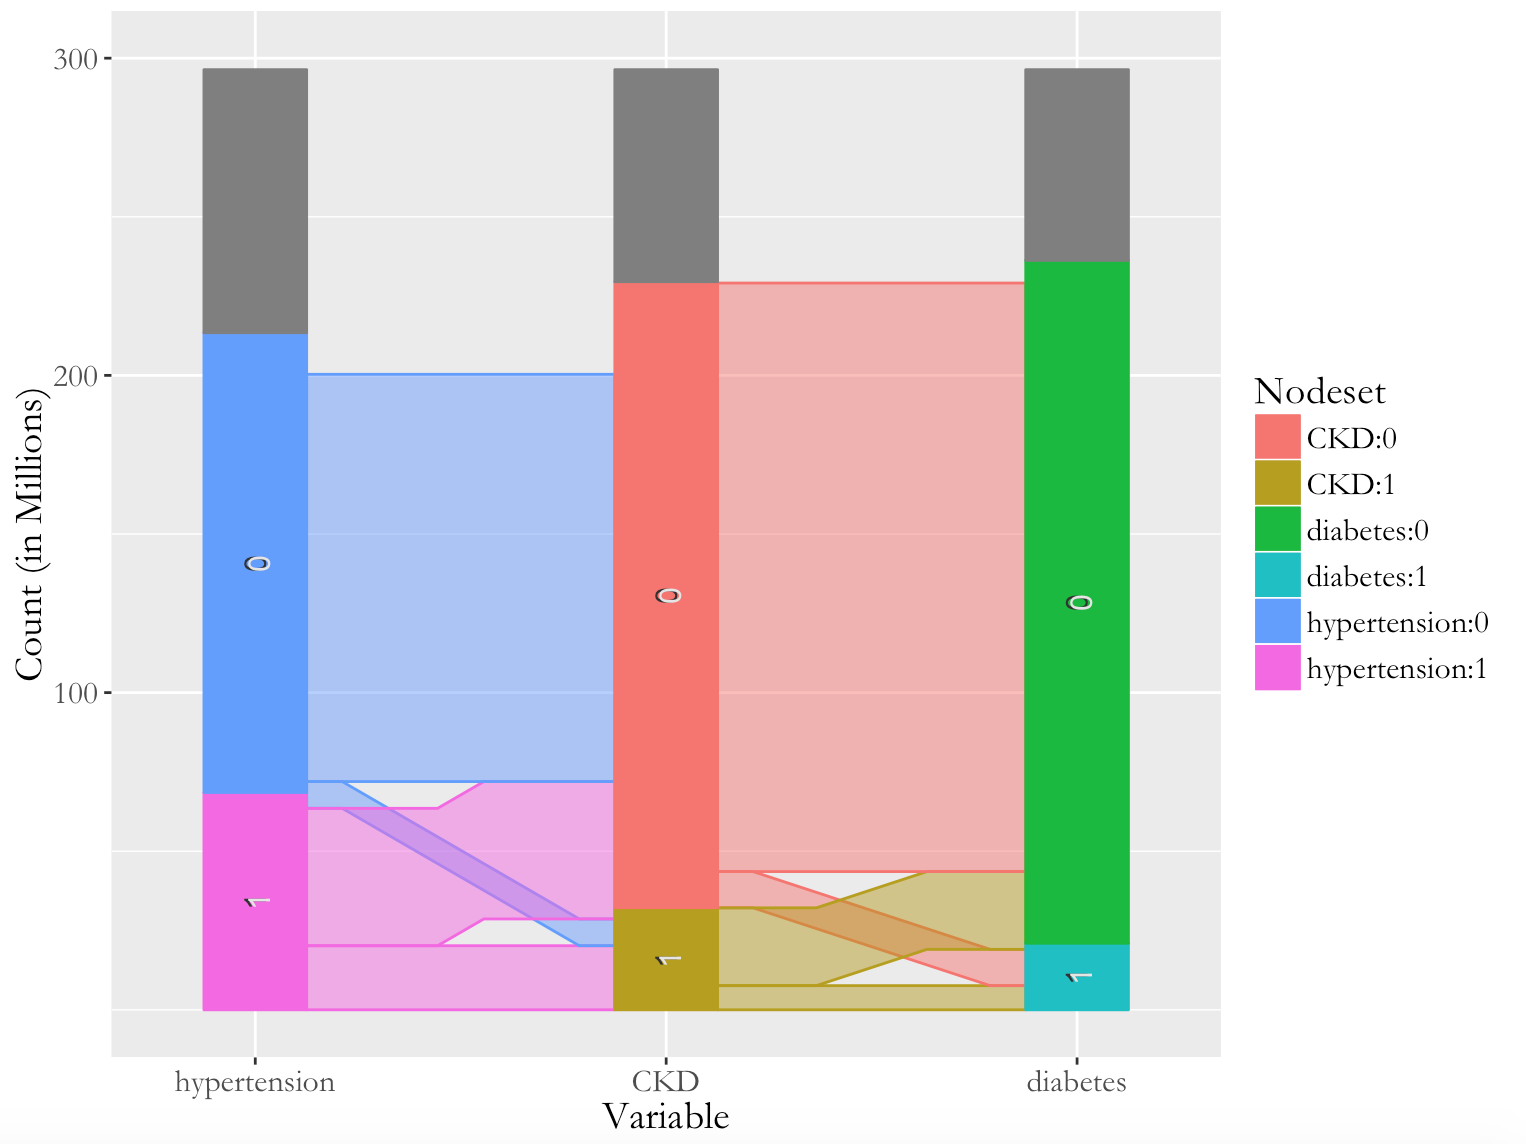 300
200
100
Count (in Millions)
0
1
0
1
0
1
hypertension
CKD
diabetes
Variable
Nodeset
CKD:0
CKD:1
diabetes:0
diabetes:1
hypertension:0
hypertension:1